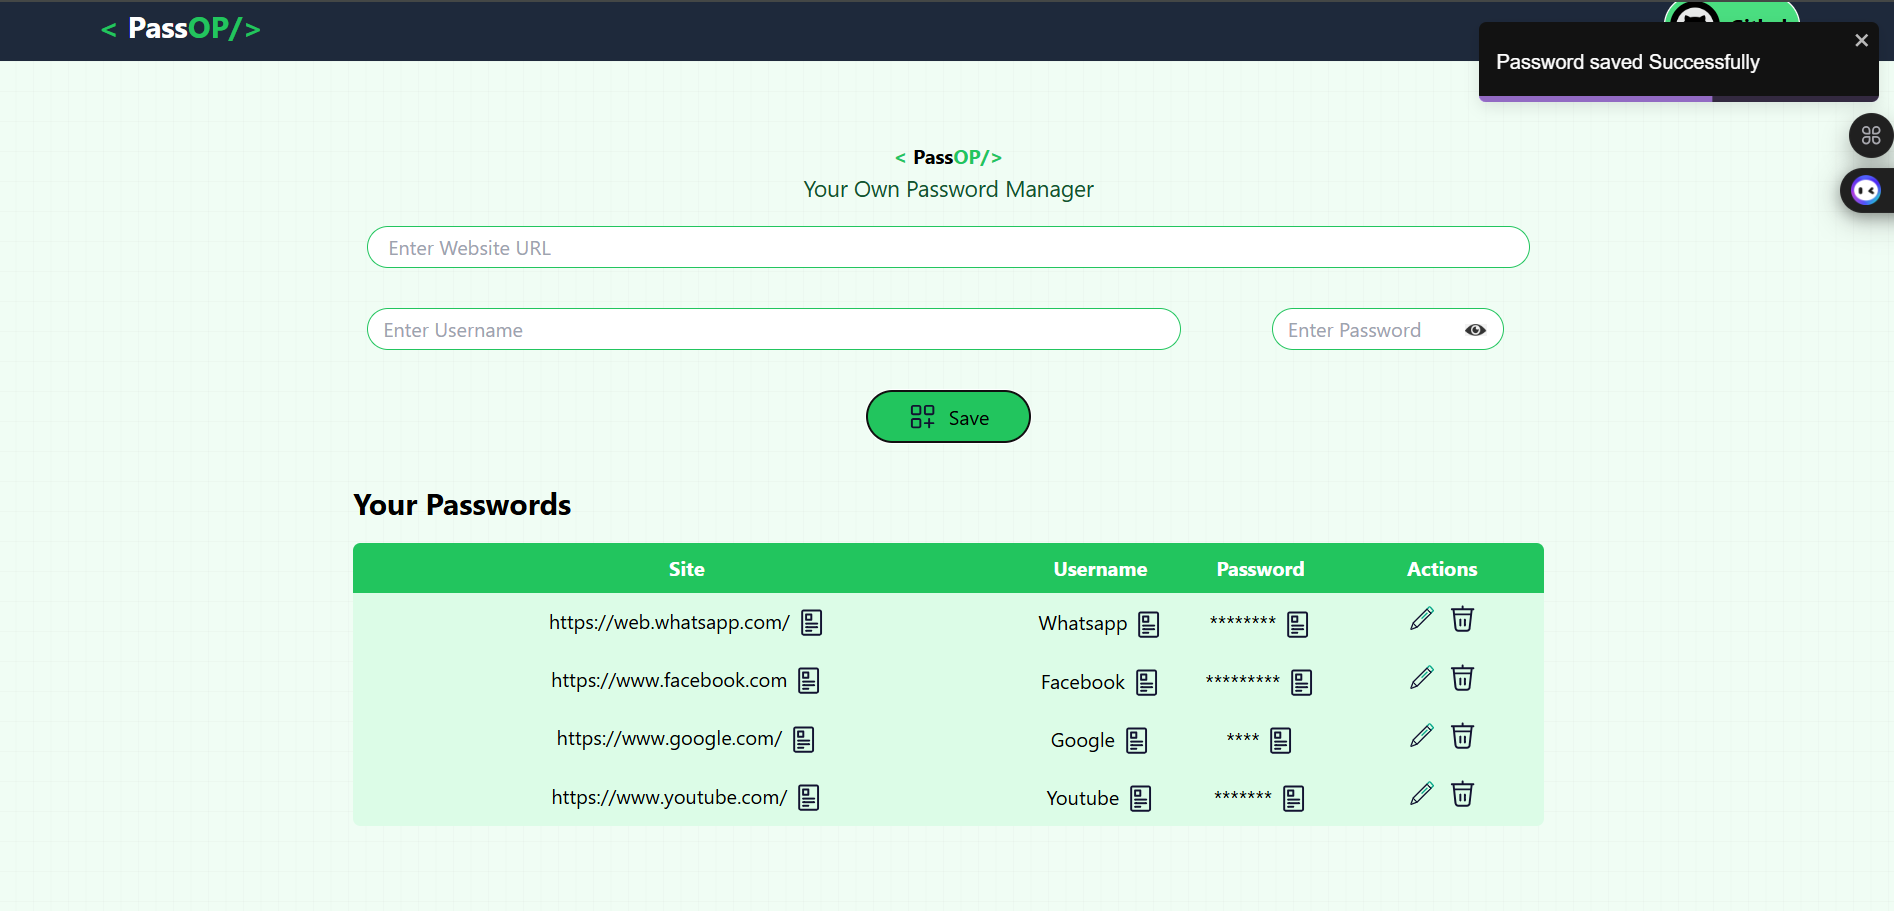 < PassOP/>
Password saved Successfully
< PassOP/>
Your Own Password Manager
Enter Website URL
Enter Username
Enter Password
Save
Your Passwords
Site Username Password Actions
https://web.whatsapp.com/ Whatsapp ********
https://www.facebook.com Facebook *********
https://www.google.com/ Google ****
https://www.youtube.com/ Youtube *******